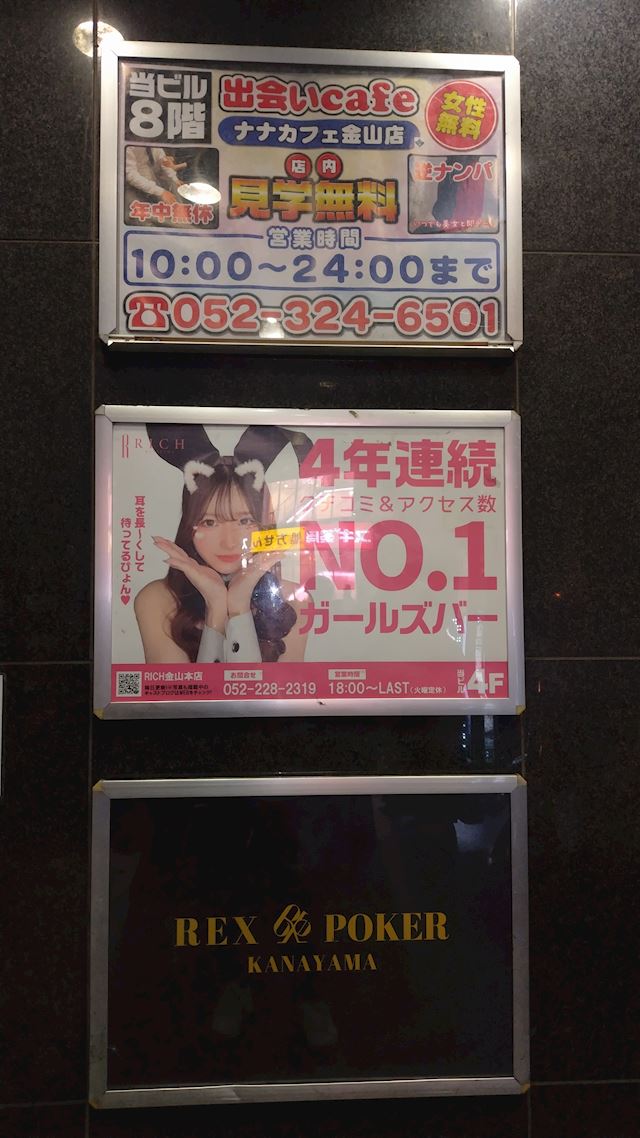 当ビル
8階
出会いcafe
ナナカフェ金山店
女性
無料
店内
見学無料
年中無休
逆ナンパ
営業時間
10:00〜24:00まで
☎052-324-6501
RICH
4年連続
クチコミ&アクセス数
NO.1
ガールズバー
耳を長〜くして
待ってるぴょん♥
RICH金山本店
お問合せ
052-228-2319
営業時間
18:00〜LAST(火曜定休)
当ビル4F
REX POKER
KANAYAMA